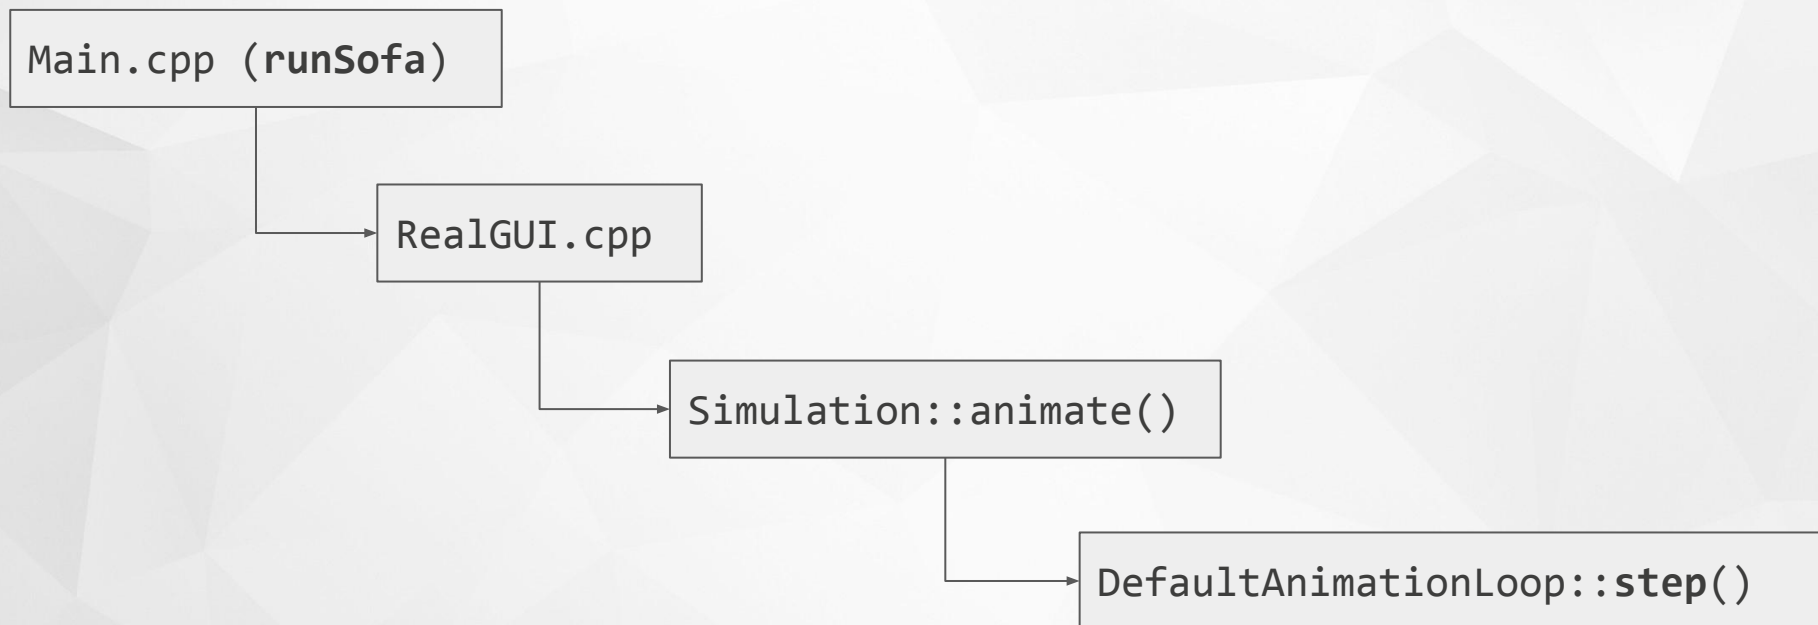 Main.cpp (runSofa)
RealGUI.cpp
Simulation::animate()
DefaultAnimationLoop::step()